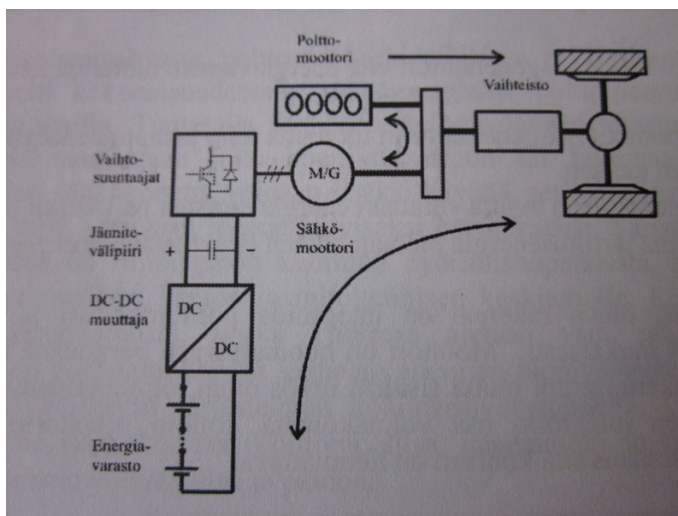 Poltto-
moottori
Vaihteisto
Vaihto-
suuntaajat
M/G
Jännite-
välipiiri
+
-
Sähkö-
moottori
DC-DC
muuttaja
DC
DC
Energia-
varasto